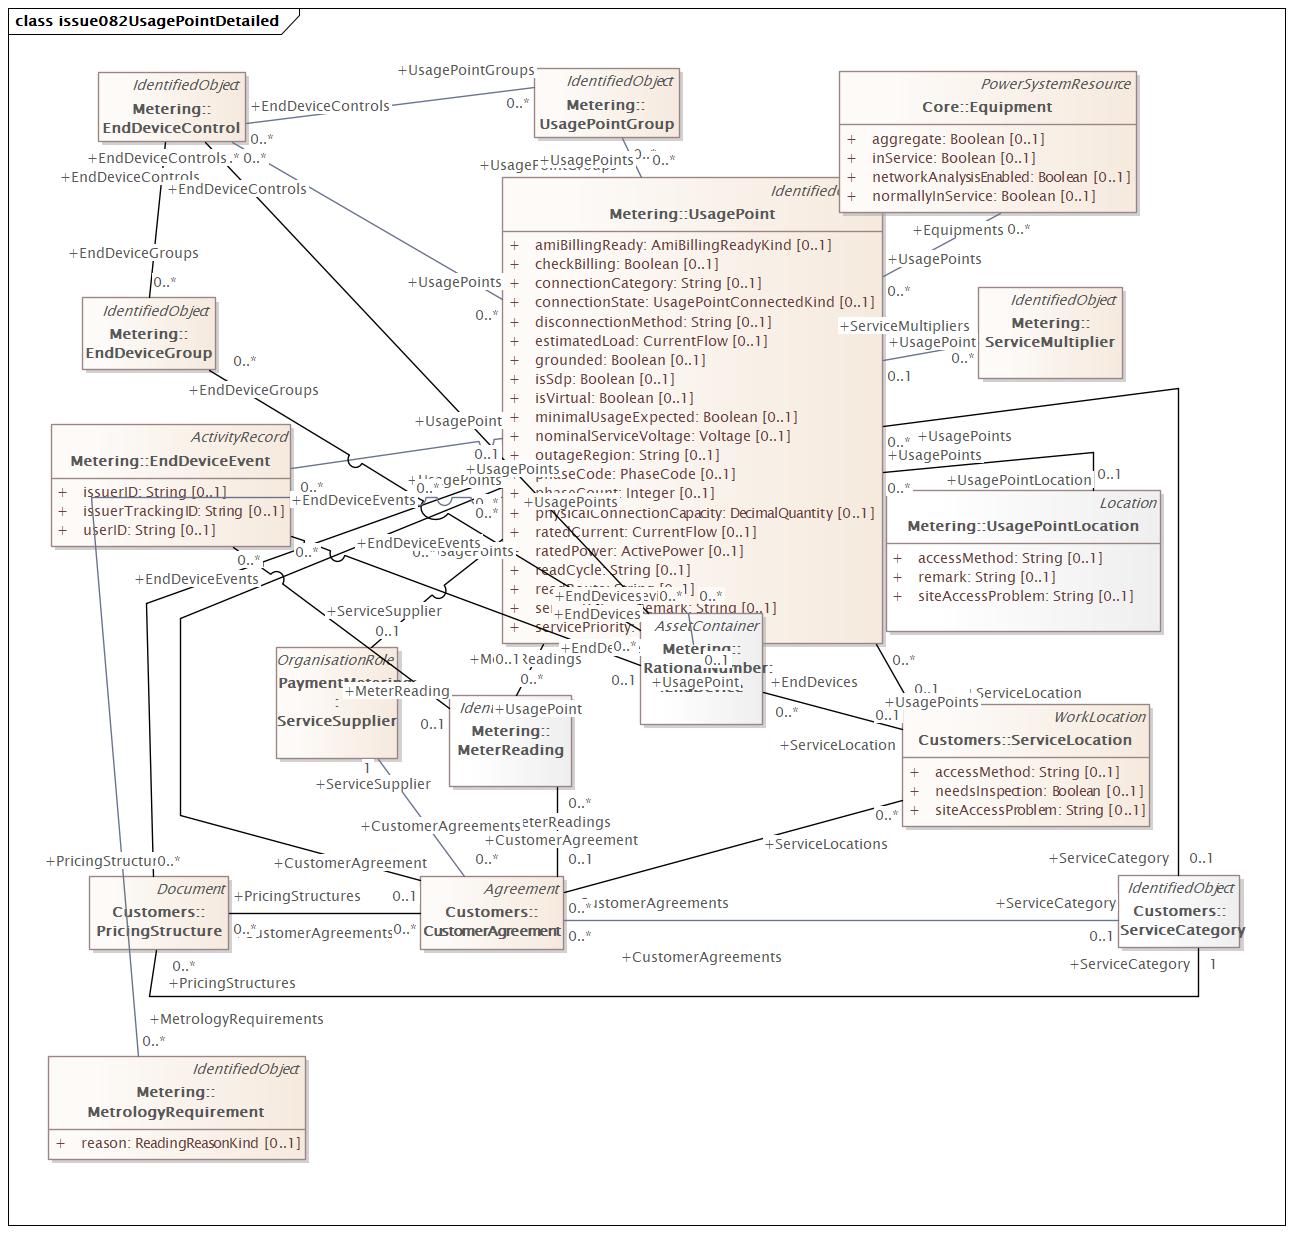 class issue082UsagePointDetailed
IdentifiedObject
Metering::
EndDeviceControl
+UsagePointGroups
0..*
+EndDeviceControls
0..*
IdentifiedObject
Metering::
UsagePointGroup
PowerSystemResource
Core::Equipment
+ aggregate: Boolean [0..1]
+ inService: Boolean [0..1]
+ networkAnalysisEnabled: Boolean [0..1]
+ normallyInService: Boolean [0..1]
+EndDeviceControls
0..*
+EndDeviceControls
+EndDeviceControls
+UsagePoints
0..*
Metering::UsagePoint
+ amiBillingReady: AmiBillingReadyKind [0..1]
+ checkBilling: Boolean [0..1]
+ connectionCategory: String [0..1]
+ connectionState: UsagePointConnectedKind [0..1]
+ disconnectionMethod: String [0..1]
+ estimatedLoad: CurrentFlow [0..1]
+ grounded: Boolean [0..1]
+ isSdp: Boolean [0..1]
+ isVirtual: Boolean [0..1]
+ minimalUsageExpected: Boolean [0..1]
+ nominalServiceVoltage: Voltage [0..1]
+ outageRegion: String [0..1]
+ phaseCode: PhaseCode [0..1]
+ phaseCount: Integer [0..1]
+ physicalConnectionCapacity: DecimalQuantity [0..1]
+ ratedCurrent: CurrentFlow [0..1]
+ ratedPower: ActivePower [0..1]
+ readCycle: String [0..1]
+ servicePriority:
+Equipments
0..*
+UsagePoints
0..*
+EndDeviceGroups
0..*
+UsagePoints
0..*
IdentifiedObject
Metering::
EndDeviceGroup
IdentifiedObject
Metering::
ServiceMultiplier
+ServiceMultipliers
+UsagePoint
0..*
0..1
0..*
+EndDeviceGroups
+UsagePoint
0..1
ActivityRecord
Metering::EndDeviceEvent
+ issuerID: String [0..1]
+ issuerTrackingID: String [0..1]
+ userID: String [0..1]
0..*
+UsagePoints
+UsagePoints
0..*
+UsagePointLocation
0..1
+UsagePoints
+UsagePoints
0..*
+EndDeviceEvents
0..*
0..*
+EndDeviceEvents
0..*
0..*
+EndDeviceEvents
Location
Metering::UsagePointLocation
+ accessMethod: String [0..1]
+ remark: String [0..1]
+ siteAccessProblem: String [0..1]
+EndDevices
0..*
0..*
+EndDevices
+ServiceSupplier
0..1
OrganisationRole
ServiceSupplier
AssetContainer
Metering::
RationalNumber
0..*
0..1
0..1
+UsagePoint
+EndDevices
0..*
0..*
+MeterReading
0..1
+UsagePoint
Metering::
MeterReading
0..1
0..*
0..1
+ServiceLocation
+UsagePoints
0..1
+ServiceLocation
WorkLocation
Customers::ServiceLocation
+ accessMethod: String [0..1]
+ needsInspection: Boolean [0..1]
+ siteAccessProblem: String [0..1]
1
+ServiceSupplier
0..*
+CustomerAgreements
+CustomerAgreement
0..*
0..1
0..*
+ServiceLocations
0..*
+CustomerAgreement
0..1
+ServiceCategory
0..1
Document
Customers::
PricingStructure
+PricingStructures
0..*
0..*
Agreement
Customers::
CustomerAgreement
0..*
0..*
+CustomerAgreements
+ServiceCategory
0..1
IdentifiedObject
Customers::
ServiceCategory
+ServiceCategory
1
0..*
+PricingStructures
+MetrologyRequirements
0..*
IdentifiedObject
Metering::
MetrologyRequirement
+ reason: ReadingReasonKind [0..1]